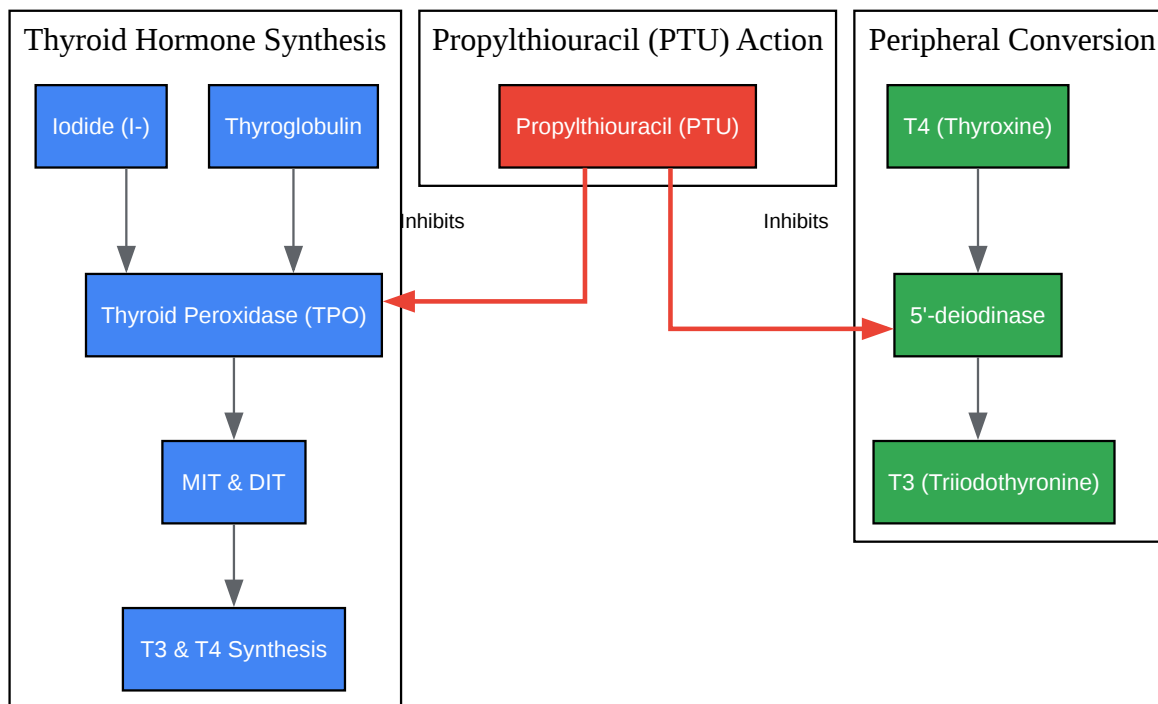 Thyroid Hormone Synthesis
Propylthiouracil (PTU) Action
Peripheral Conversion
Iodide (I-)
Thyroglobulin
Propylthiouracil (PTU)
T4 (Thyroxine)
Inhibits
Inhibits
Thyroid Peroxidase (TPO)
5'-deiodinase
MIT & DIT
T3 (Triiodothyronine)
T3 & T4 Synthesis